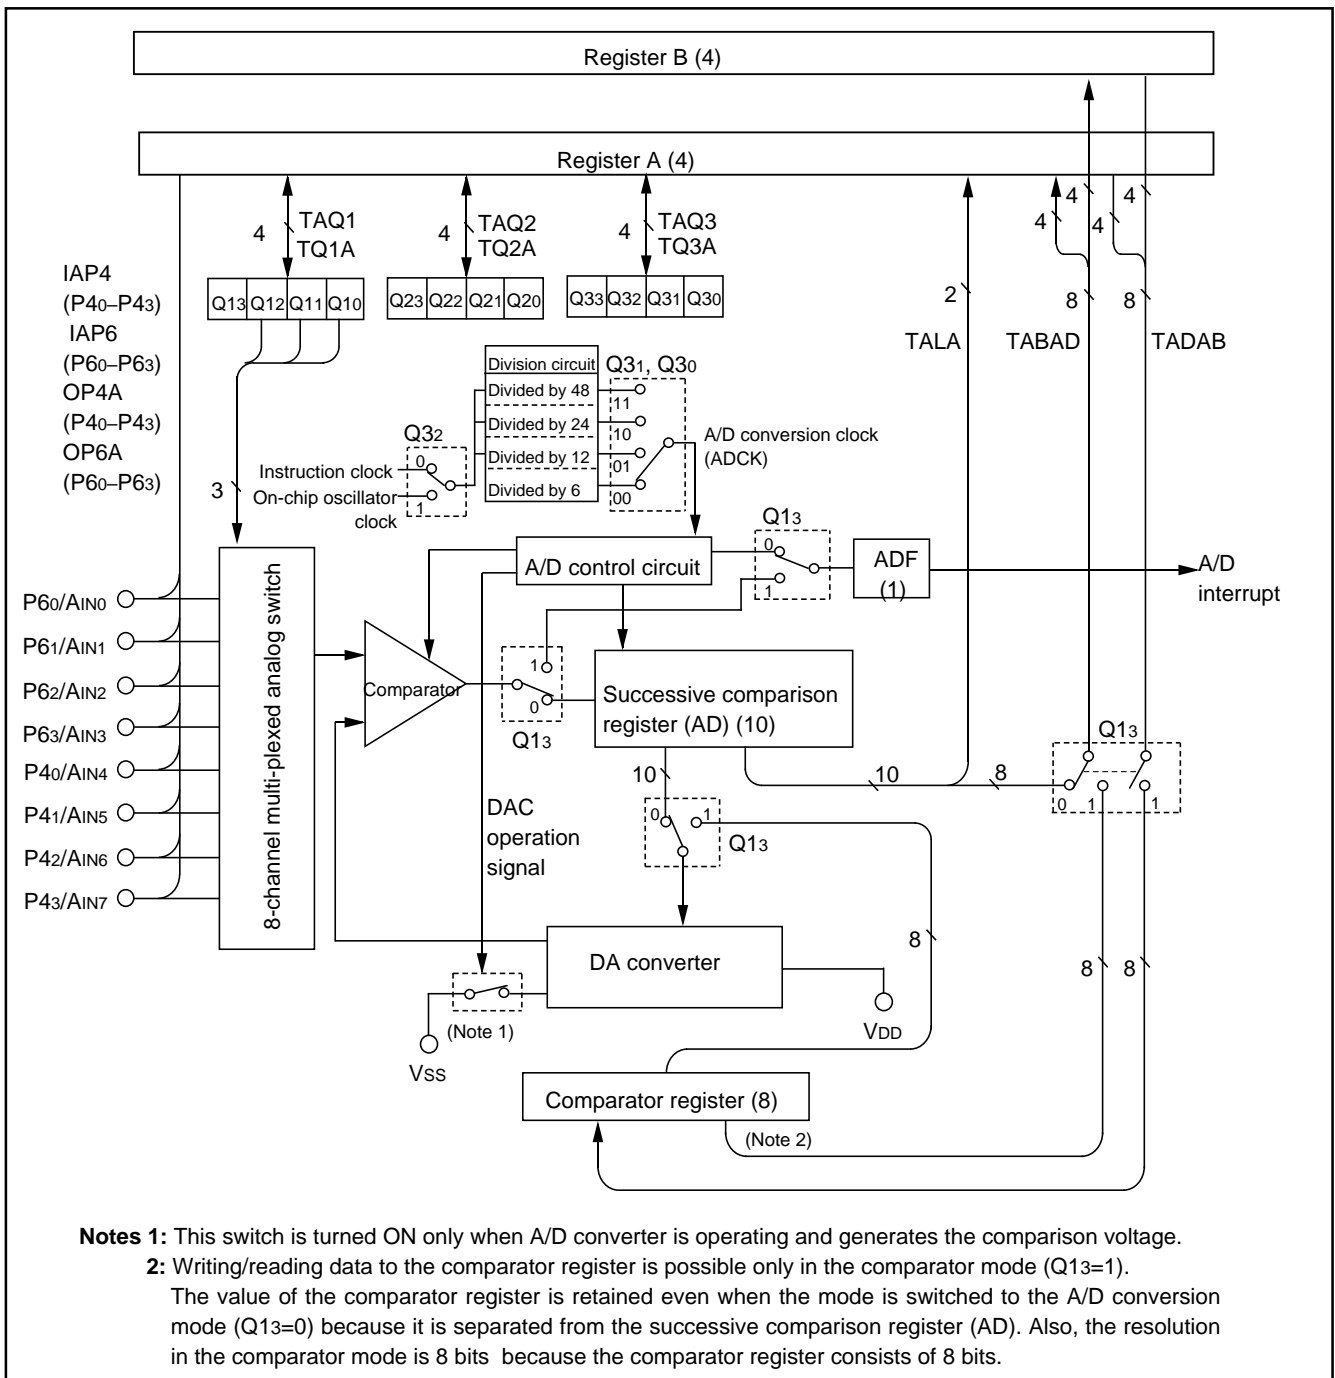 Register B (4)
Register A (4)
4
TAQ1
TQ1A
4
TAQ2
TQ2A
4
TAQ3
TQ3A
4
4
4
4
IAP4
(P40–P43)
IAP6
(P60–P63)
OP4A
(P40–P43)
OP6A
(P60–P63)
Q13 Q12 Q11 Q10
Q23 Q22 Q21 Q20
Q33 Q32 Q31 Q30
2
8
8
TALA
TABAD
TADAB
Division circuit
Divided by 48
Divided by 24
Divided by 12
Divided by 6
Q31, Q30
11
10
01
00
A/D conversion clock
(ADCK)
Q32
0
1
Instruction clock
On-chip oscillator
clock
3
8-channel multi-plexed analog switch
A/D control circuit
Q13
0
1
ADF
(1)
A/D
interrupt
P60/AIN0
P61/AIN1
P62/AIN2
P63/AIN3
P40/AIN4
P41/AIN5
P42/AIN6
P43/AIN7
Comparator
1
0
Q13
Successive comparison
register (AD) (10)
10
10
8
Q13
0
1
1
0
1
Q13
DAC
operation
signal
DA converter
8
8
8
(Note 1)
VSS
VDD
Comparator register (8)
(Note 2)
Notes 1: This switch is turned ON only when A/D converter is operating and generates the comparison voltage.
2: Writing/reading data to the comparator register is possible only in the comparator mode (Q13=1).
The value of the comparator register is retained even when the mode is switched to the A/D conversion
mode (Q13=0) because it is separated from the successive comparison register (AD). Also, the resolution
in the comparator mode is 8 bits because the comparator register consists of 8 bits.